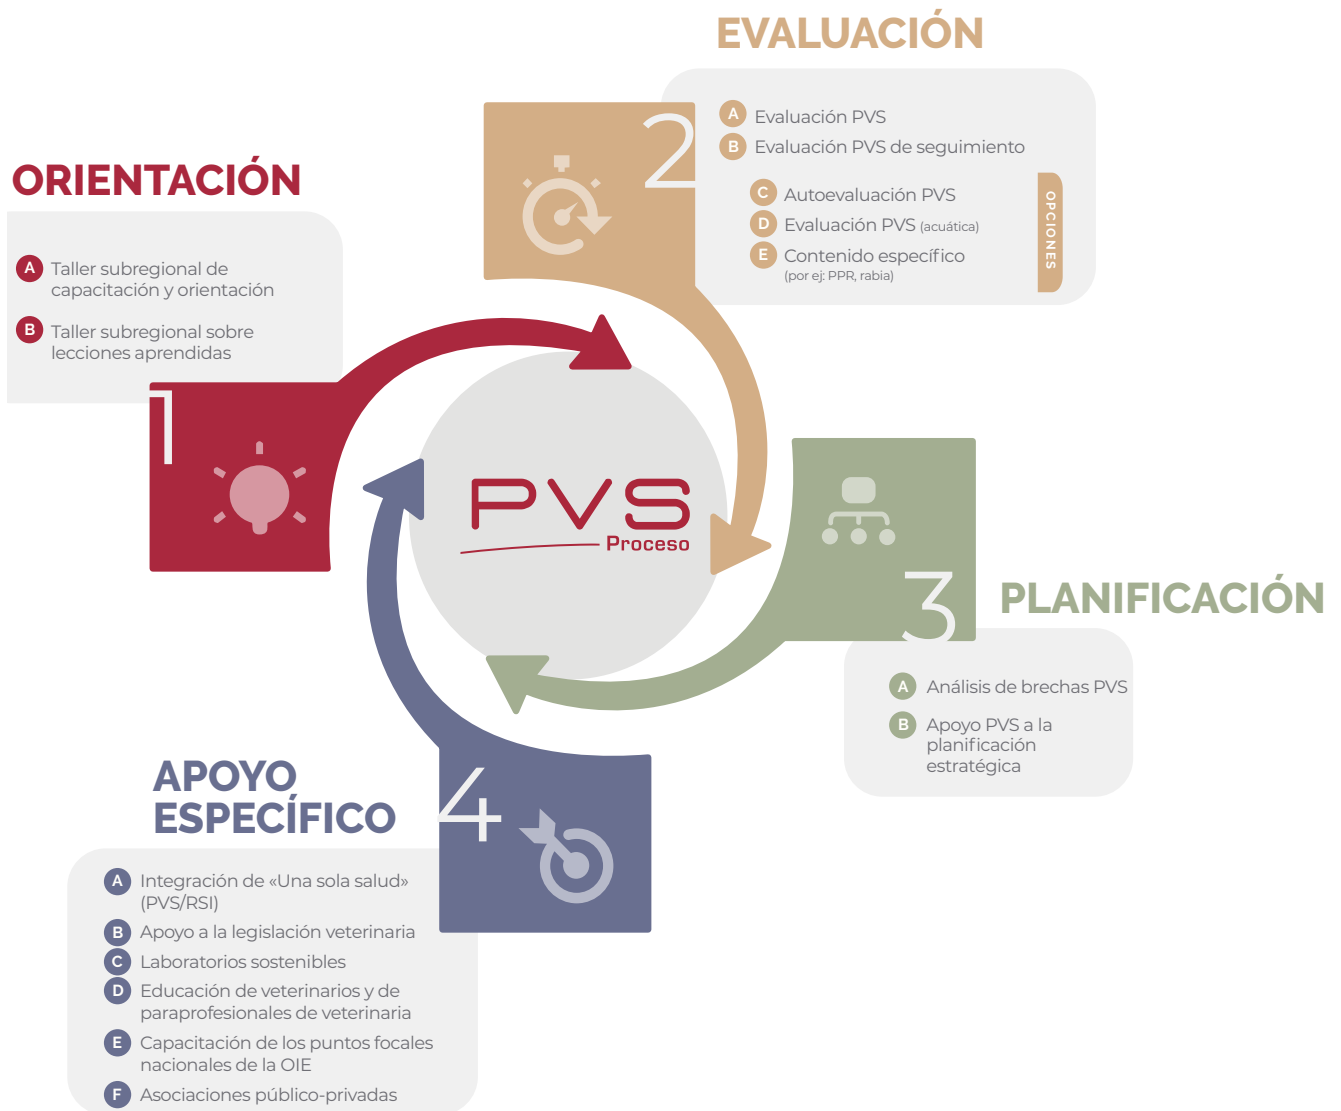 ORIENTACIÓN
A Taller subregional de
capacitación y orientación
B Taller subregional sobre
lecciones aprendidas
1
EVALUACIÓN
2
A Evaluación PVS
B Evaluación PVS de seguimiento
C Autoevaluación PVS
D Evaluación PVS (acuática)
E Contenido específico
(por ej: PPR, rabia)
OPCIONES
PVS
Proceso
3
PLANIFICACIÓN
A Análisis de brechas PVS
B Apoyo PVS a la
planificación
estratégica
4
APOYO
ESPECÍFICO
A Integración de «Una sola salud»
(PVS/RSI)
B Apoyo a la legislación veterinaria
C Laboratorios sostenibles
D Educación de veterinarios y de
paraprofesionales de veterinaria
E Capacitación de los puntos focales
nacionales de la OIE
F Asociaciones público-privadas